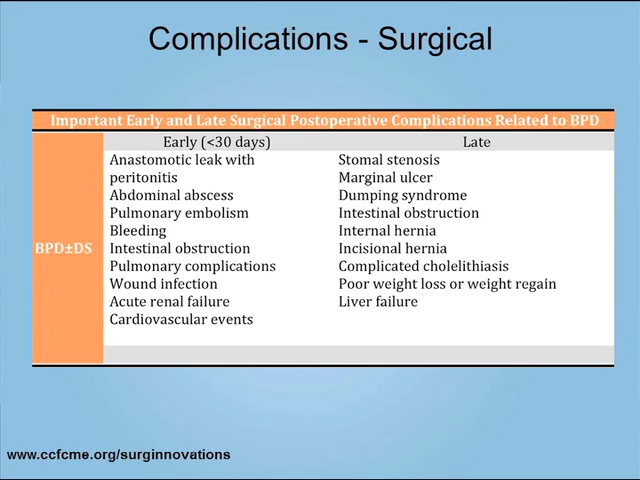 Complications - Surgical
Important Early and Late Surgical Postoperative Complications Related to BPD
Early (<30 days) Late
BPD±DS
Anastomotic leak with
peritonitis
Abdominal abscess
Pulmonary embolism
Bleeding
Intestinal obstruction
Pulmonary complications
Wound infection
Acute renal failure
Cardiovascular events
Stomal stenosis
Marginal ulcer
Dumping syndrome
Intestinal obstruction
Internal hernia
Incisional hernia
Complicated cholelithiasis
Poor weight loss or weight regain
Liver failure
www.ccfcme.org/surginnovations